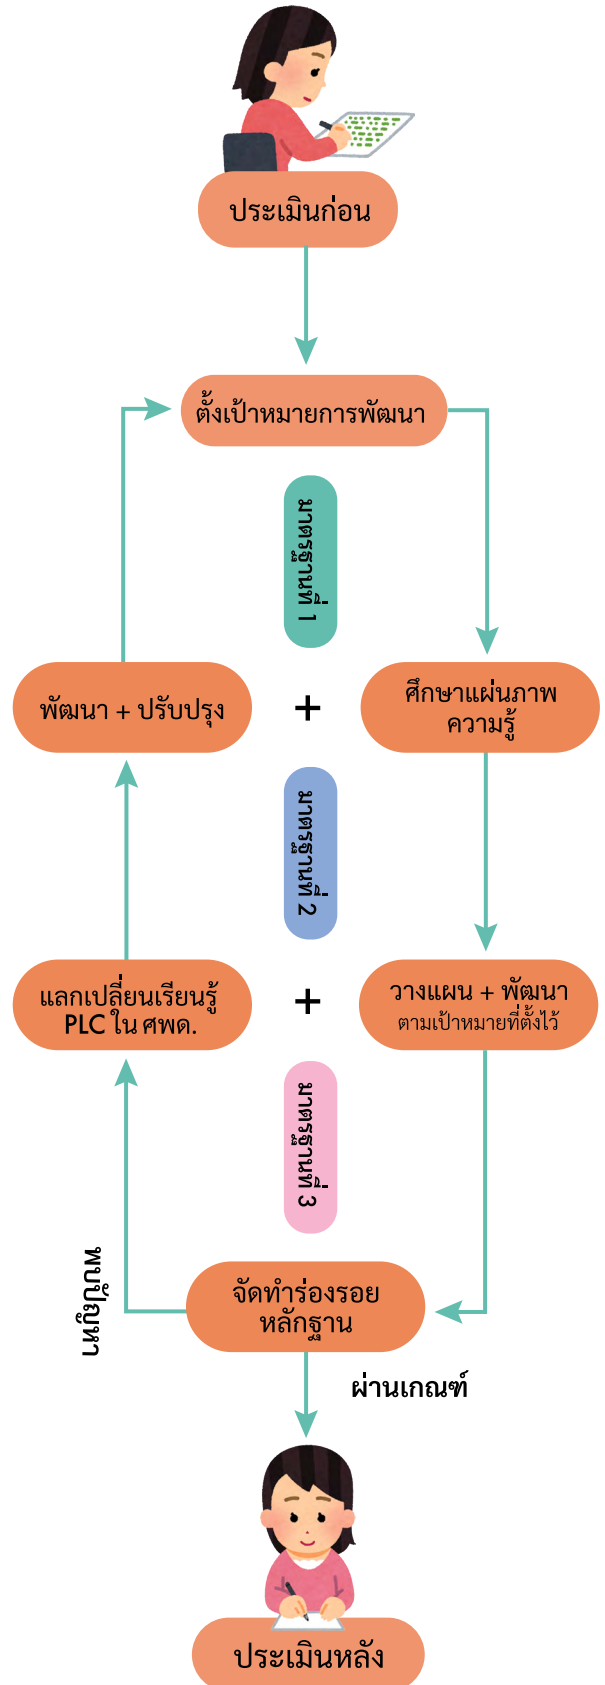 ประเมินก่อน
ตั้งเป้าหมายการพัฒนา
มาตรฐานที่ 1
พัฒนา + ปรับปรุง
+
ศึกษาแผ่นภาพ
ความรู้
มาตรฐานที่ 2
แลกเปลี่ยนเรียนรู้
PLC ใน ศพด.
+
วางแผน + พัฒนา
ตามเป้าหมายที่ตั้งไว้
มาตรฐานที่ 3
พบปัญหา
จัดทำร่องรอย
หลักฐาน
ผ่านเกณฑ์
ประเมินหลัง